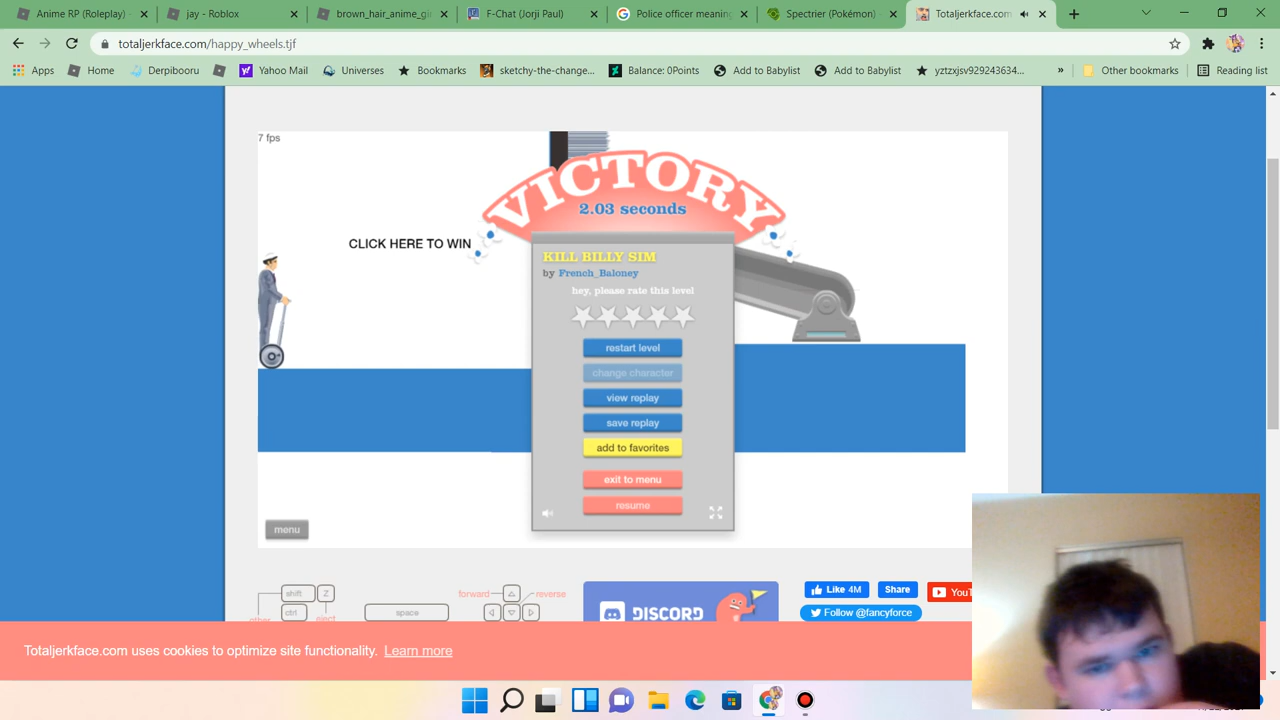 Anime RP (Roleplay) -
jay - Roblox
brown_hair_anime_gi
F-Chat (Jorji Paul)
Police officer meaning
Spectrier (Pokémon)
Totaljerkface.com
totaljerkface.com/happy_wheels.tjf
Apps
Home
Derpibooru
Yahoo Mail
Universes
Bookmarks
sketchy-the-change...
Balance: 0Points
Add to Babylist
Add to Babylist
yztzxjsv929243634...
»
Other bookmarks
Reading list
7 fps
VICTORY
2.03 seconds
CLICK HERE TO WIN
KILL BILLY SIM
by French_Baloney
hey, please rate this level
restart level
change character
view replay
save replay
add to favorites
exit to menu
resume
menu
shift
Z
forward
reverse
ctrl
space
eject
other
DISCORD
Like 4M
Share
YouT
Follow @fancyforce
Totaljerkface.com uses cookies to optimize site functionality. Learn more